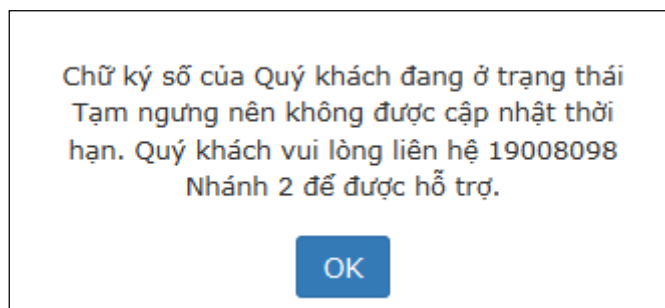 Chữ ký số của Quý khách đang ở trạng thái
Tạm ngưng nên không được cập nhật thời
hạn. Quý khách vui lòng liên hệ 19008098
Nhánh 2 để được hỗ trợ.
OK